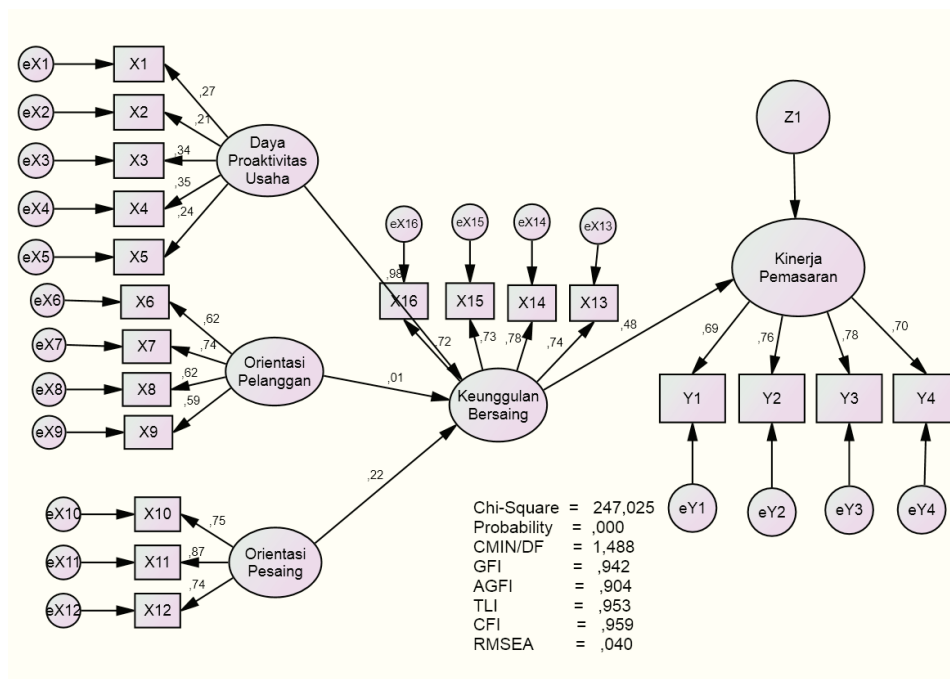 eX1
X1
,27
eX2
X2
,21
eX3
X3
,34
eX4
X4
,35
eX5
X5
,24
Daya
Proaktivitas
Usaha
eX6
X6
,62
eX7
X7
,74
eX8
X8
,62
eX9
X9
,59
Orientasi
Pelanggan
eX10
X10
,75
eX11
X11
,87
eX12
X12
,74
Orientasi
Pesaing
,98
,01
,22
eX16
eX15
eX14
eX13
X16
X15
X14
X13
,72
,73
,78
,74
Keunggulan
Bersaing
,48
Z1
Kinerja
Pemasaran
,69
,76
,78
,70
Y1
Y2
Y3
Y4
eY1
eY2
eY3
eY4
Chi-Square = 247,025
Probability = ,000
CMIN/DF = 1,488
GFI = ,942
AGFI = ,904
TLI = ,953
CFI = ,959
RMSEA = ,040